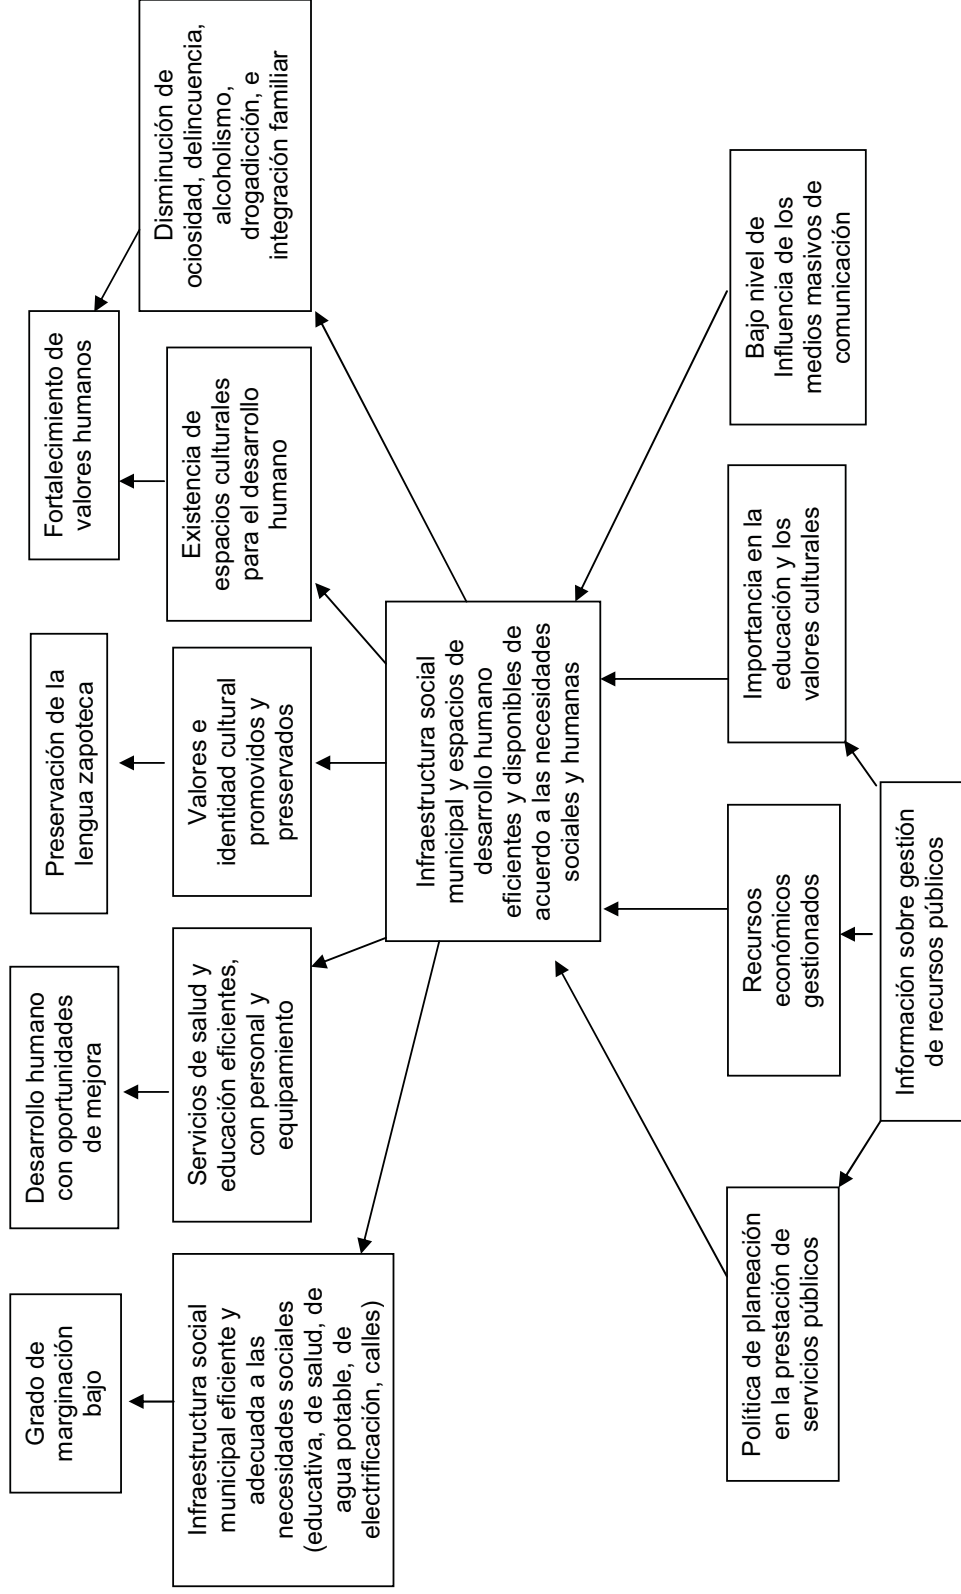 Grado de
marginación
bajo
Desarrollo humano
con oportunidades
de mejora
Preservación de la
lengua zapoteca
Fortalecimiento de
valores humanos
Infraestructura social
municipal eficiente y
adecuada a las
necesidades sociales
(educativa, de salud, de
agua potable, de
electrificación, calles)
Servicios de salud y
educación eficientes,
con personal y
equipamiento
Valores e
identidad cultural
promovidos y
preservados
Existencia de
espacios culturales
para el desarrollo
humano
Disminución de
ociosidad, delincuencia,
alcoholismo,
drogadicción, e
integración familiar
Infraestructura social
municipal y espacios de
desarrollo humano
eficientes y disponibles de
acuerdo a las necesidades
sociales y humanas
Política de planeación
en la prestación de
servicios públicos
Recursos
económicos
gestionados
Importancia en la
educación y los
valores culturales
Bajo nivel de
Influencia de los
medios masivos de
comunicación
Información sobre gestión
de recursos públicos